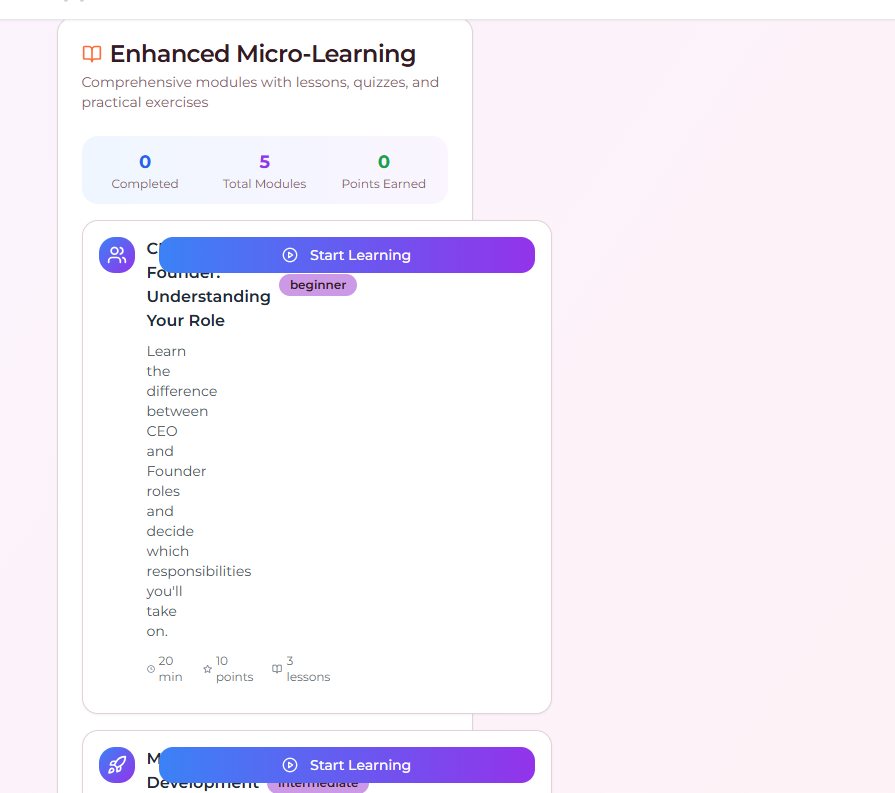 Enhanced Micro-Learning
Comprehensive modules with lessons, quizzes, and
practical exercises
0
Completed
5
Total Modules
0
Points Earned
Start Learning
Founder:
Understanding
Your Role
beginner
Learn
the
difference
between
CEO
and
Founder
roles
and
decide
which
responsibilities
you'll
take
on.
20
min
10
points
3
lessons
Start Learning
Development
intermediate